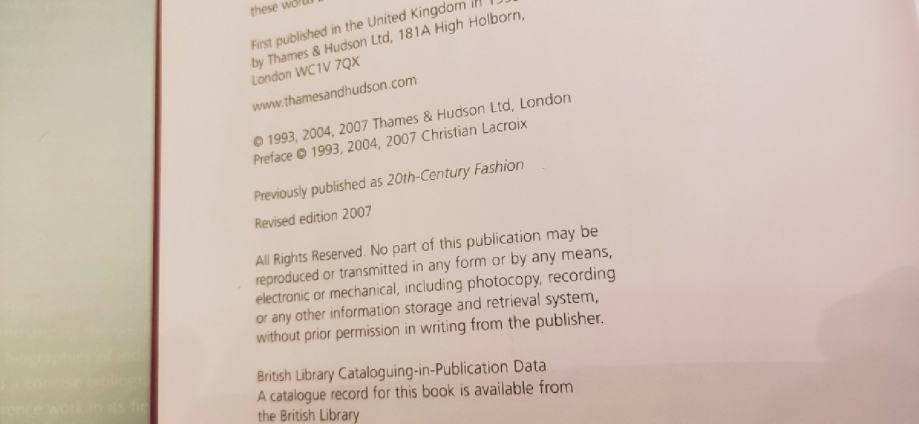 these words
First published in the United Kingdom in
by Thames & Hudson Ltd, 181A High Holborn,
London WC1V 7QX
www.thamesandhudson.com
© 1993, 2004, 2007 Thames & Hudson Ltd, London
Preface © 1993, 2004, 2007 Christian Lacroix
Previously published as 20th-Century Fashion
Revised edition 2007
All Rights Reserved. No part of this publication may be
reproduced or transmitted in any form or by any means,
electronic or mechanical, including photocopy, recording
or any other information storage and retrieval system,
without prior permission in writing from the publisher.
British Library Cataloguing-in-Publication Data
A catalogue record for this book is available from
the British Library